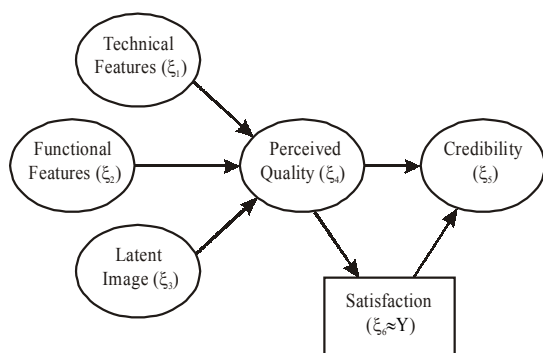 Technical
Features (ξ₁)
Functional
Features (ξ₂)
Perceived
Quality (ξ₄)
Credibility
(ξ₅)
Latent
Image (ξ₃)
Satisfaction
(ξ₆≈Y)